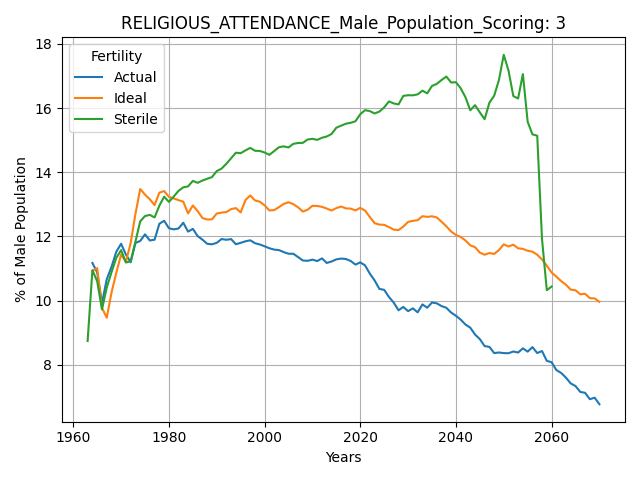 RELIGIOUS_ATTENDANCE_Male_Population_Scoring: 3
Fertility
Actual
Ideal
Sterile
% of Male Population
18
16
14
12
10
8
1960
1980
2000
2020
2040
2060
Years